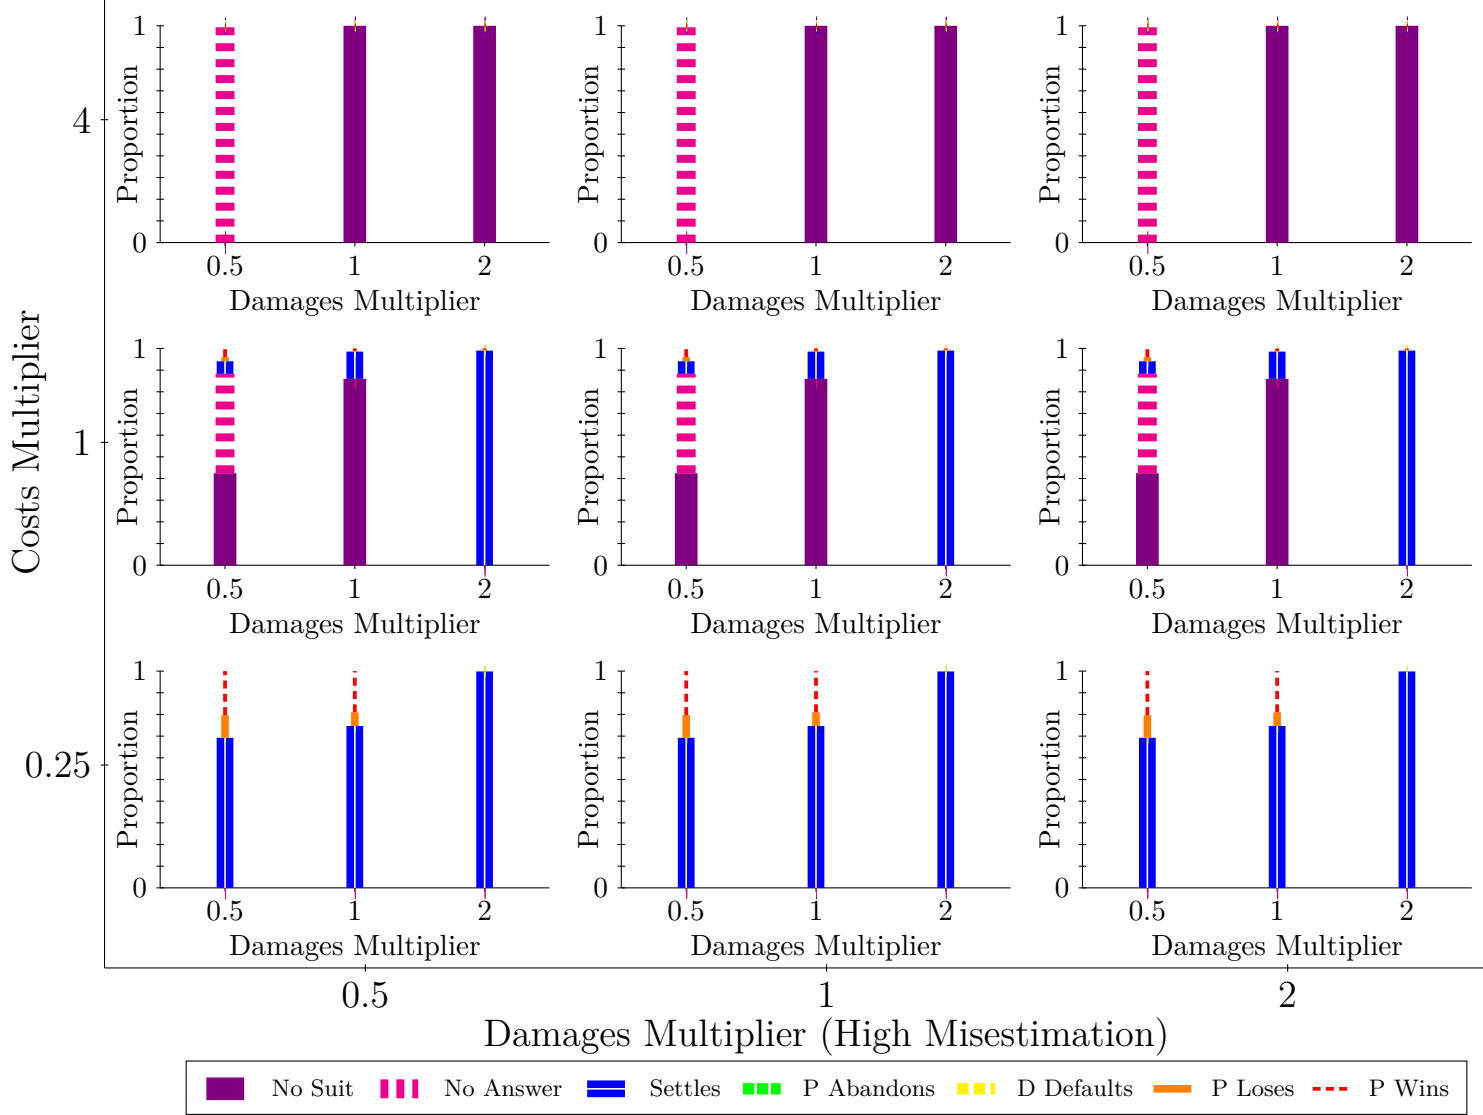 Costs Multiplier
4
1
0.25
1
Proportion
0
0.5 1 2
Damages Multiplier
1
Proportion
0
0.5 1 2
Damages Multiplier
1
Proportion
0
0.5 1 2
Damages Multiplier
1
Proportion
0
0.5 1 2
Damages Multiplier
1
Proportion
0
0.5 1 2
Damages Multiplier
1
Proportion
0
0.5 1 2
Damages Multiplier
1
Proportion
0
0.5 1 2
Damages Multiplier
1
Proportion
0
0.5 1 2
Damages Multiplier
1
Proportion
0
0.5 1 2
Damages Multiplier
0.5 1 2
Damages Multiplier (High Misestimation)
No Suit No Answer Settles P Abandons D Defaults P Loses P Wins